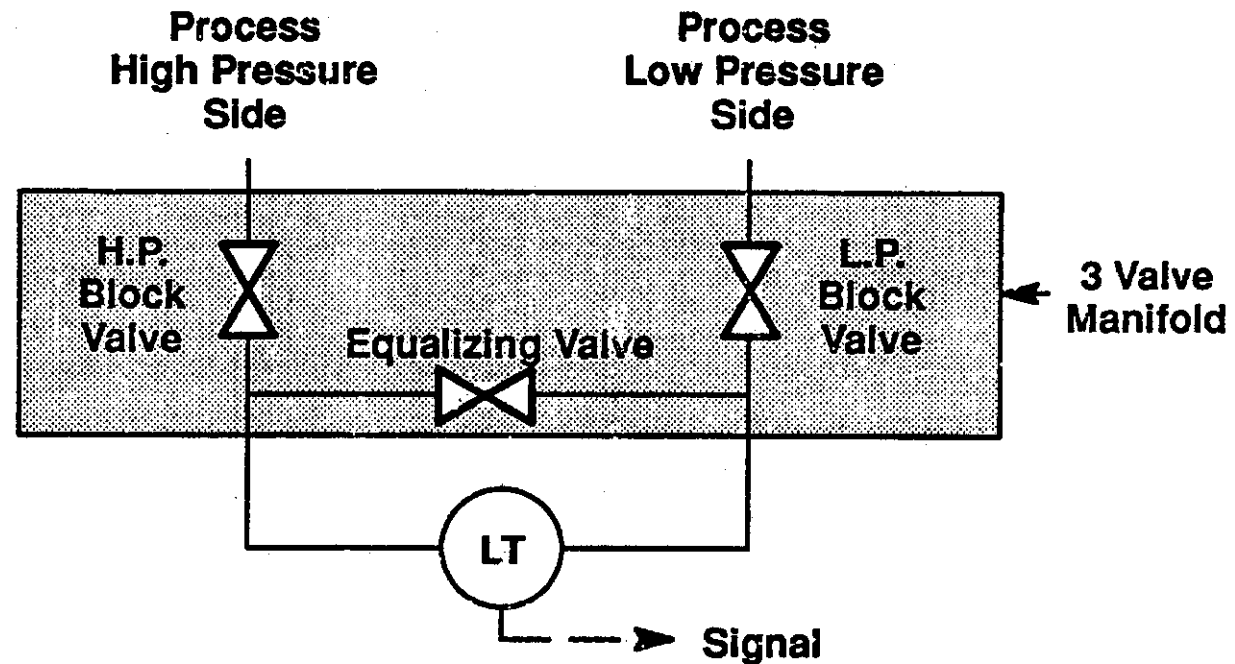 Process
High Pressure
Side
Process
Low Pressure
Side
H.P.
Block
Valve
Equalizing Valve
L.P.
Block
Valve
3 Valve
Manifold
LT
Signal